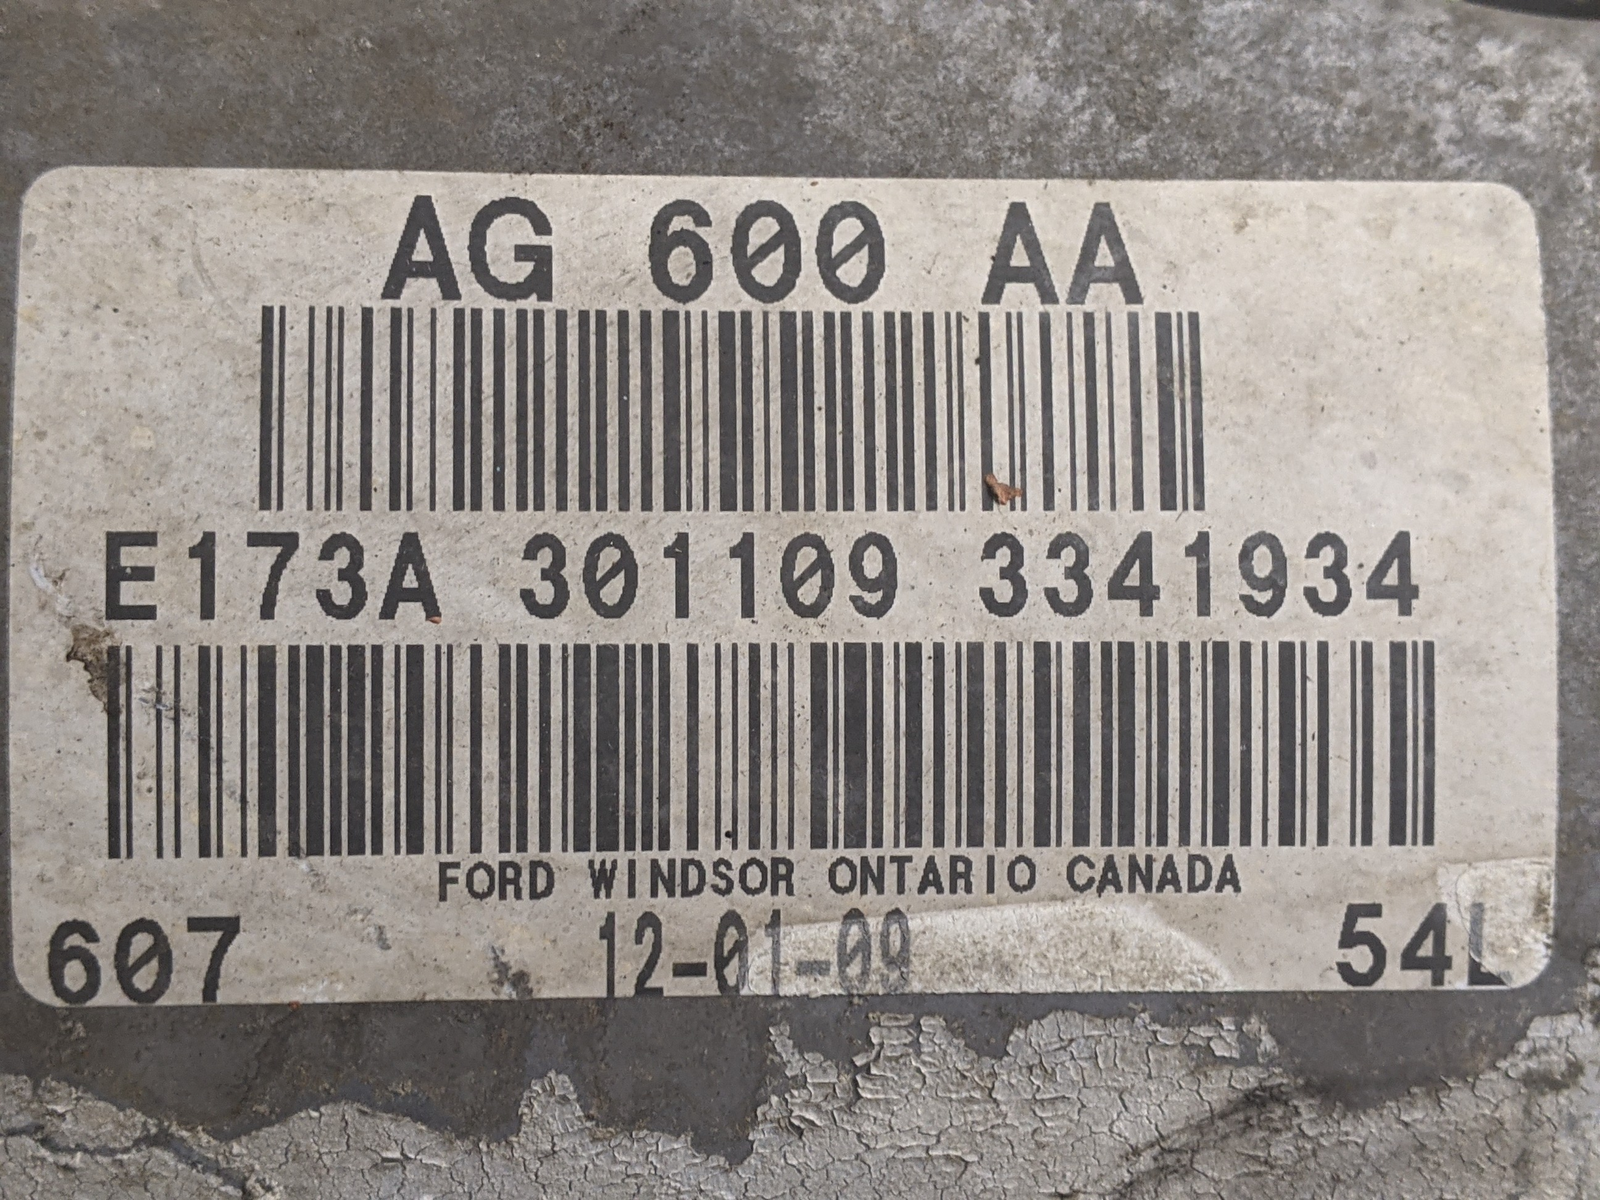 AG 600 AA
E173A 301109 3341934
FORD WINDSOR ONTARIO CANADA
607 12-01-09 54L